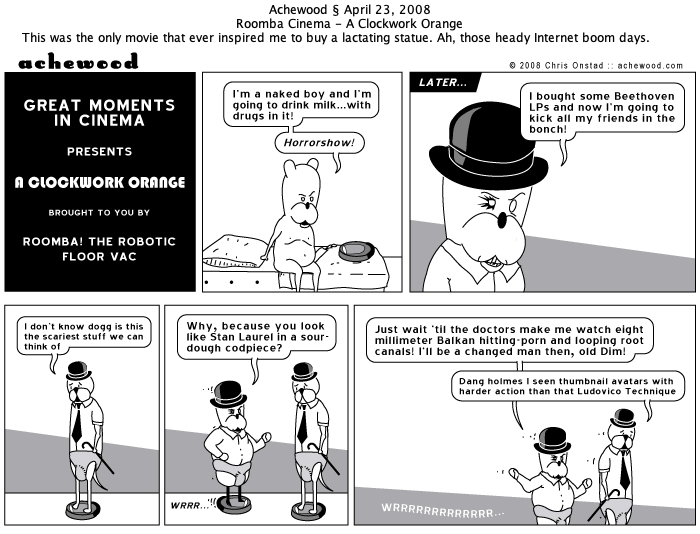 Achewood § April 23, 2008
Roomba Cinema – A Clockwork Orange
This was the only movie that ever inspired me to buy a lactating statue. Ah, those heady Internet boom days.
achewood
© 2008 Chris Onstad :: achewood.com
GREAT MOMENTS
IN CINEMA
PRESENTS
A CLOCKWORK ORANGE
BROUGHT TO YOU BY
ROOMBA! THE ROBOTIC
FLOOR VAC
I'm a naked boy and I'm
going to drink milk...with
drugs in it!
Horrorshow!
LATER...
I bought some Beethoven
LPs and now I'm going to
kick all my friends in the
bonch!
I don't know dogg is this
the scariest stuff we can
think of
Why, because you look
like Stan Laurel in a sour-
dough codpiece?
WRRR...
Just wait 'til the doctors make me watch eight
millimeter Balkan hitting-porn and looping root
canals! I'll be a changed man then, old Dim!
Dang holmes I seen thumbnail avatars with
harder action than that Ludovico Technique
WRRRRRRRRRRRRR...